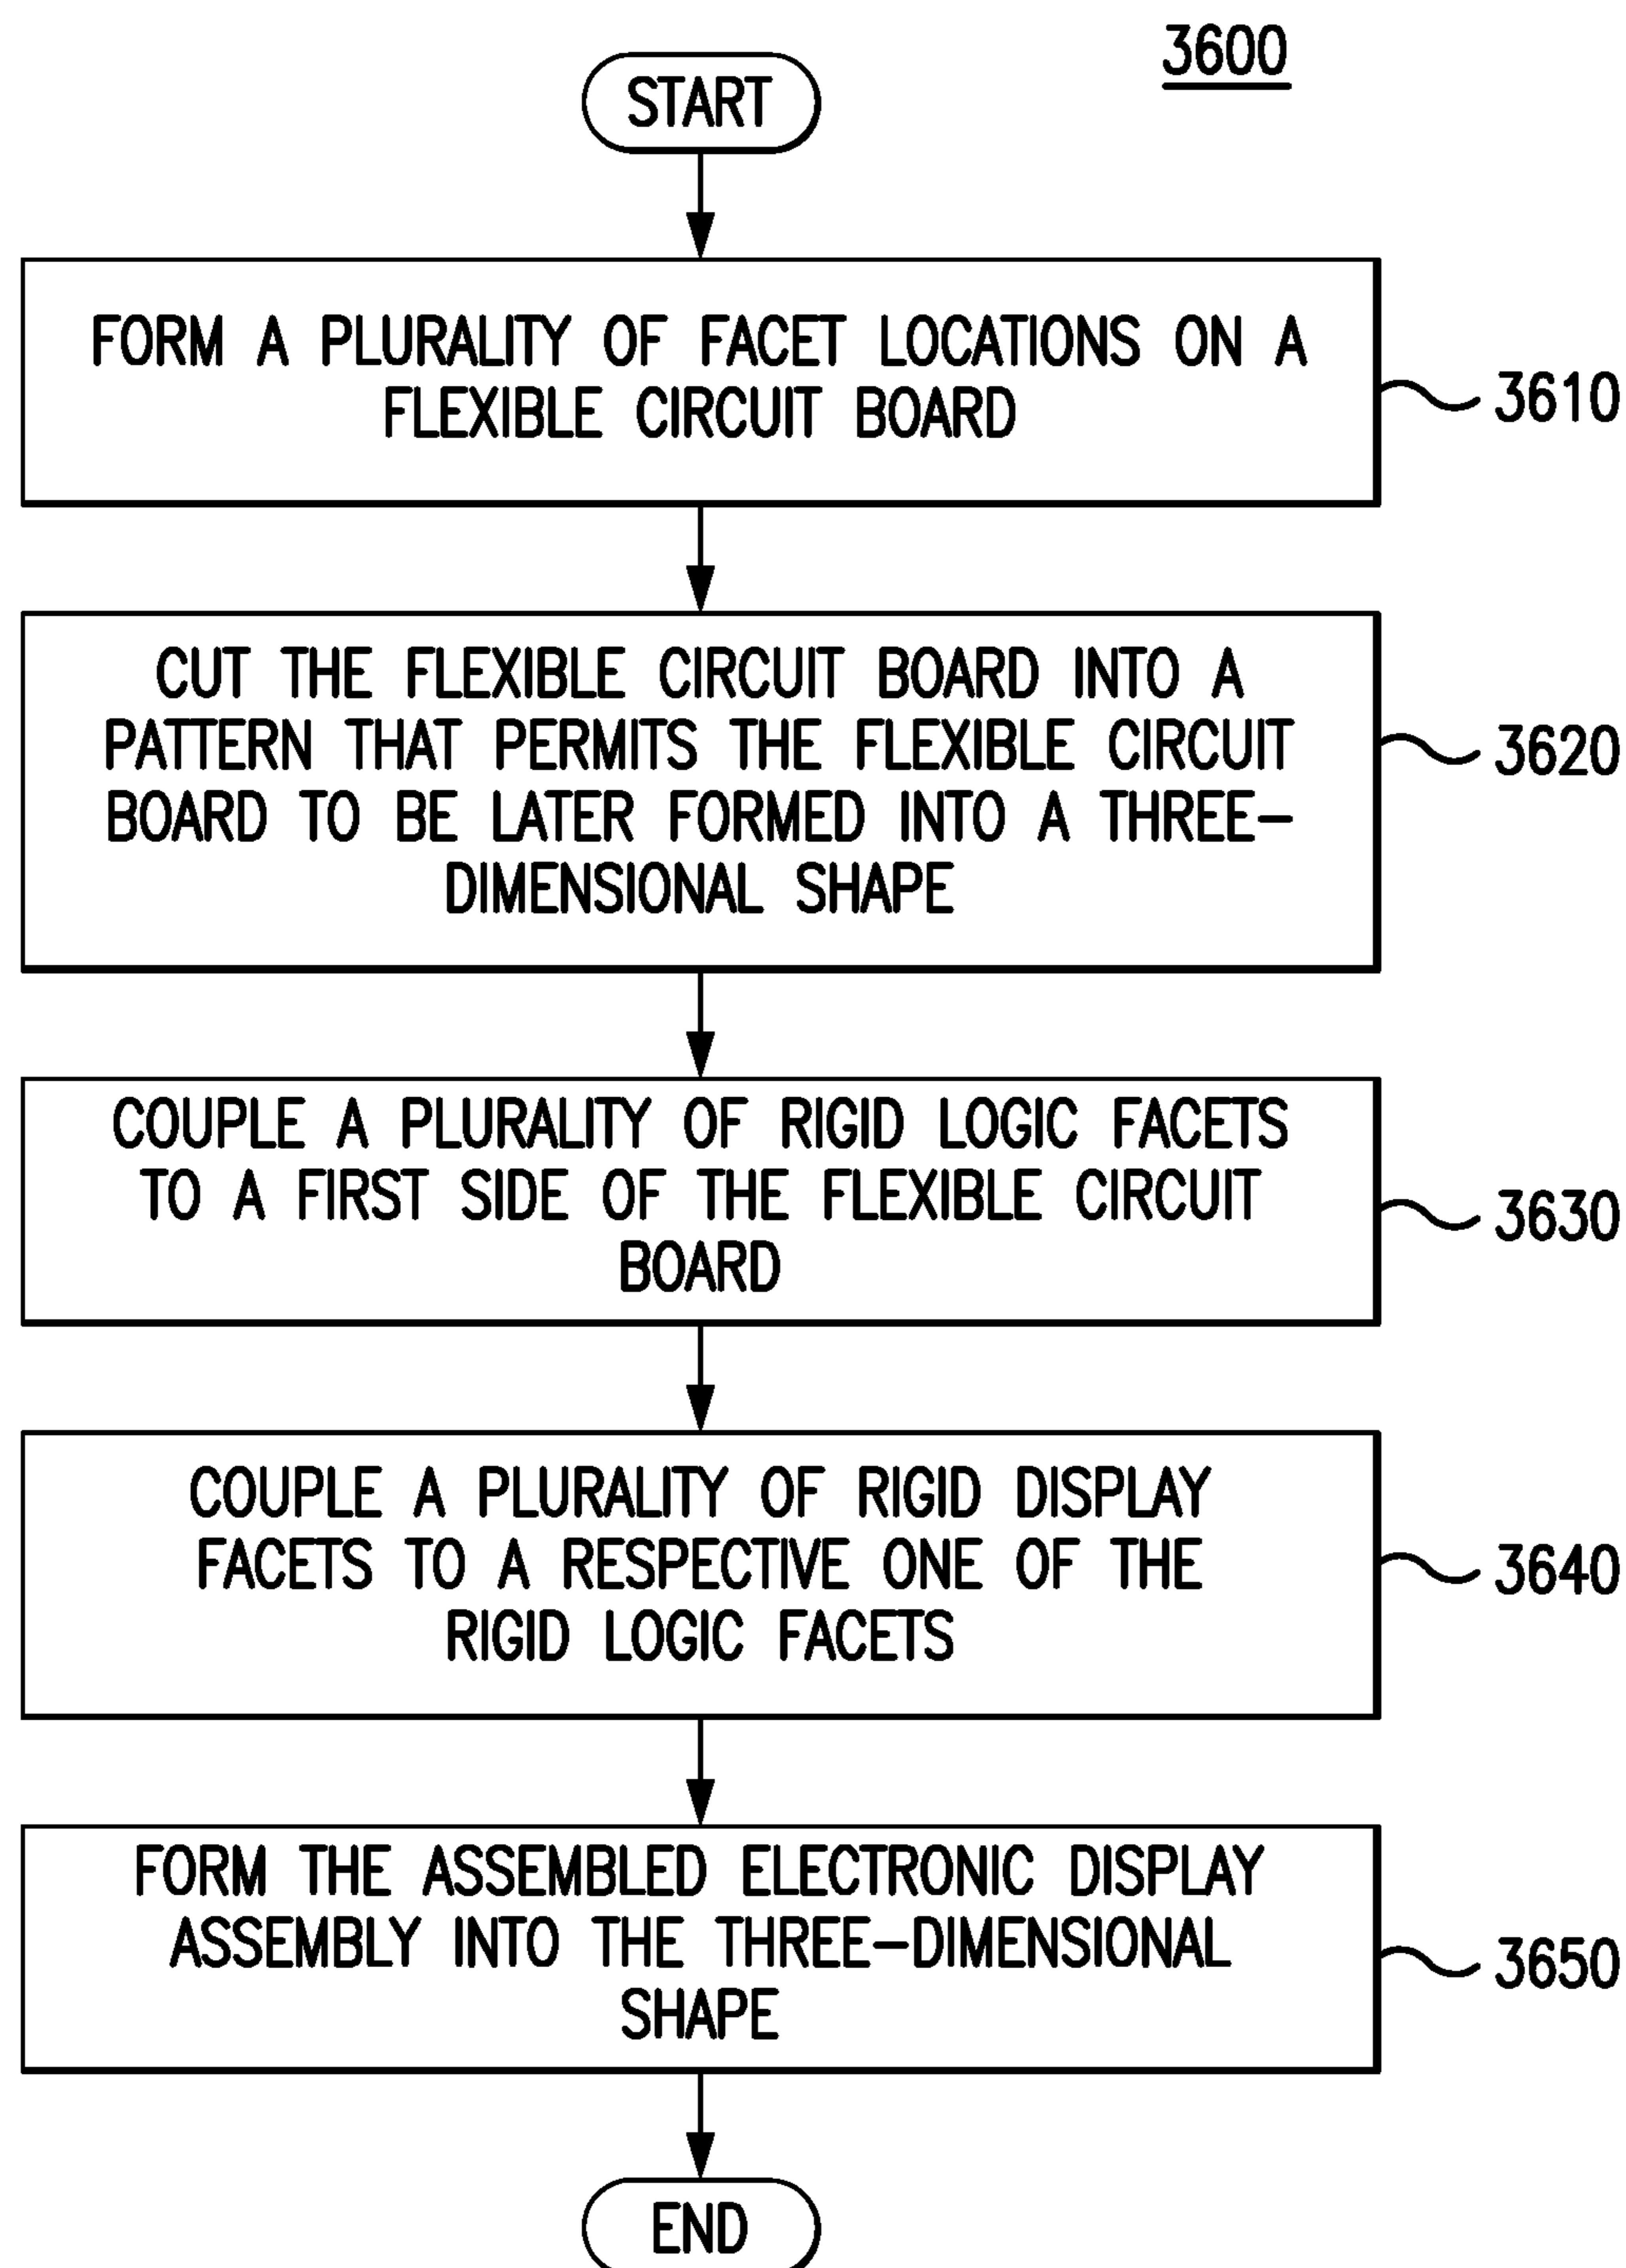 3600
START
FORM A PLURALITY OF FACET LOCATIONS ON A
FLEXIBLE CIRCUIT BOARD
3610
CUT THE FLEXIBLE CIRCUIT BOARD INTO A
PATTERN THAT PERMITS THE FLEXIBLE CIRCUIT
BOARD TO BE LATER FORMED INTO A THREE-
DIMENSIONAL SHAPE
3620
COUPLE A PLURALITY OF RIGID LOGIC FACETS
TO A FIRST SIDE OF THE FLEXIBLE CIRCUIT
BOARD
3630
COUPLE A PLURALITY OF RIGID DISPLAY
FACETS TO A RESPECTIVE ONE OF THE
RIGID LOGIC FACETS
3640
FORM THE ASSEMBLED ELECTRONIC DISPLAY
ASSEMBLY INTO THE THREE-DIMENSIONAL
SHAPE
3650
END